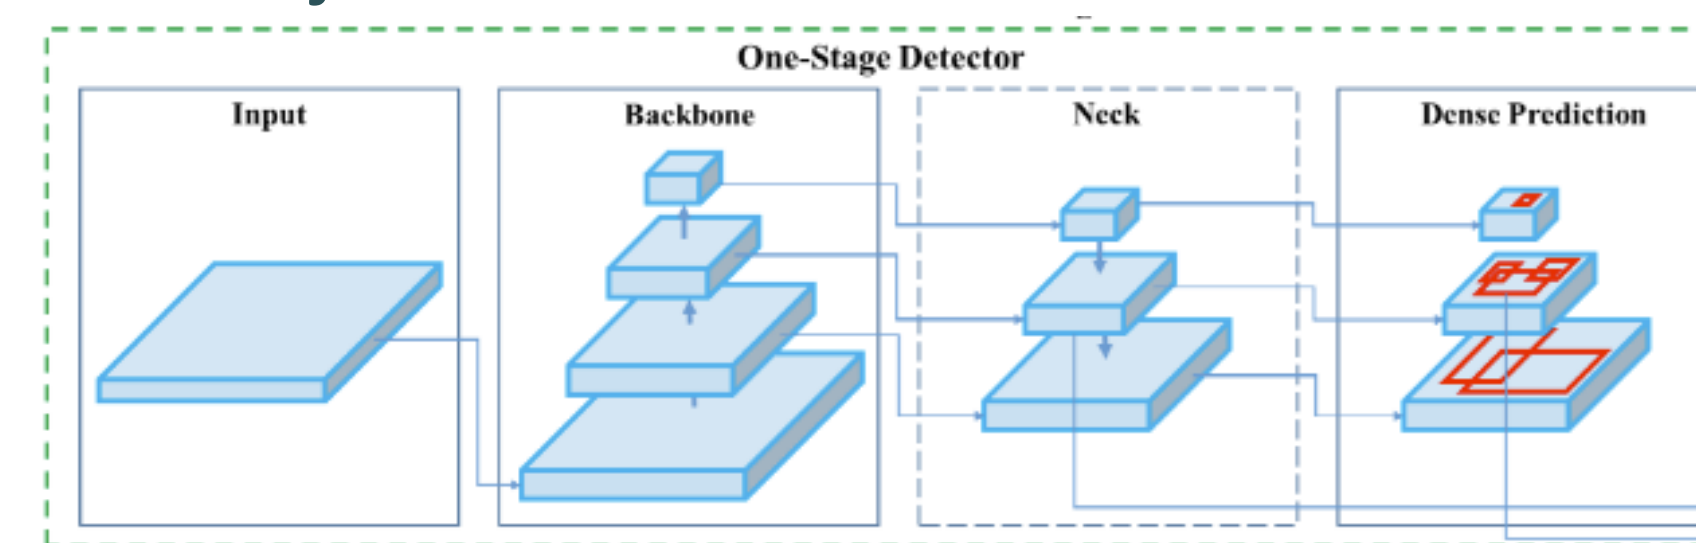 One-Stage Detector
Input
Backbone
Neck
Dense Prediction